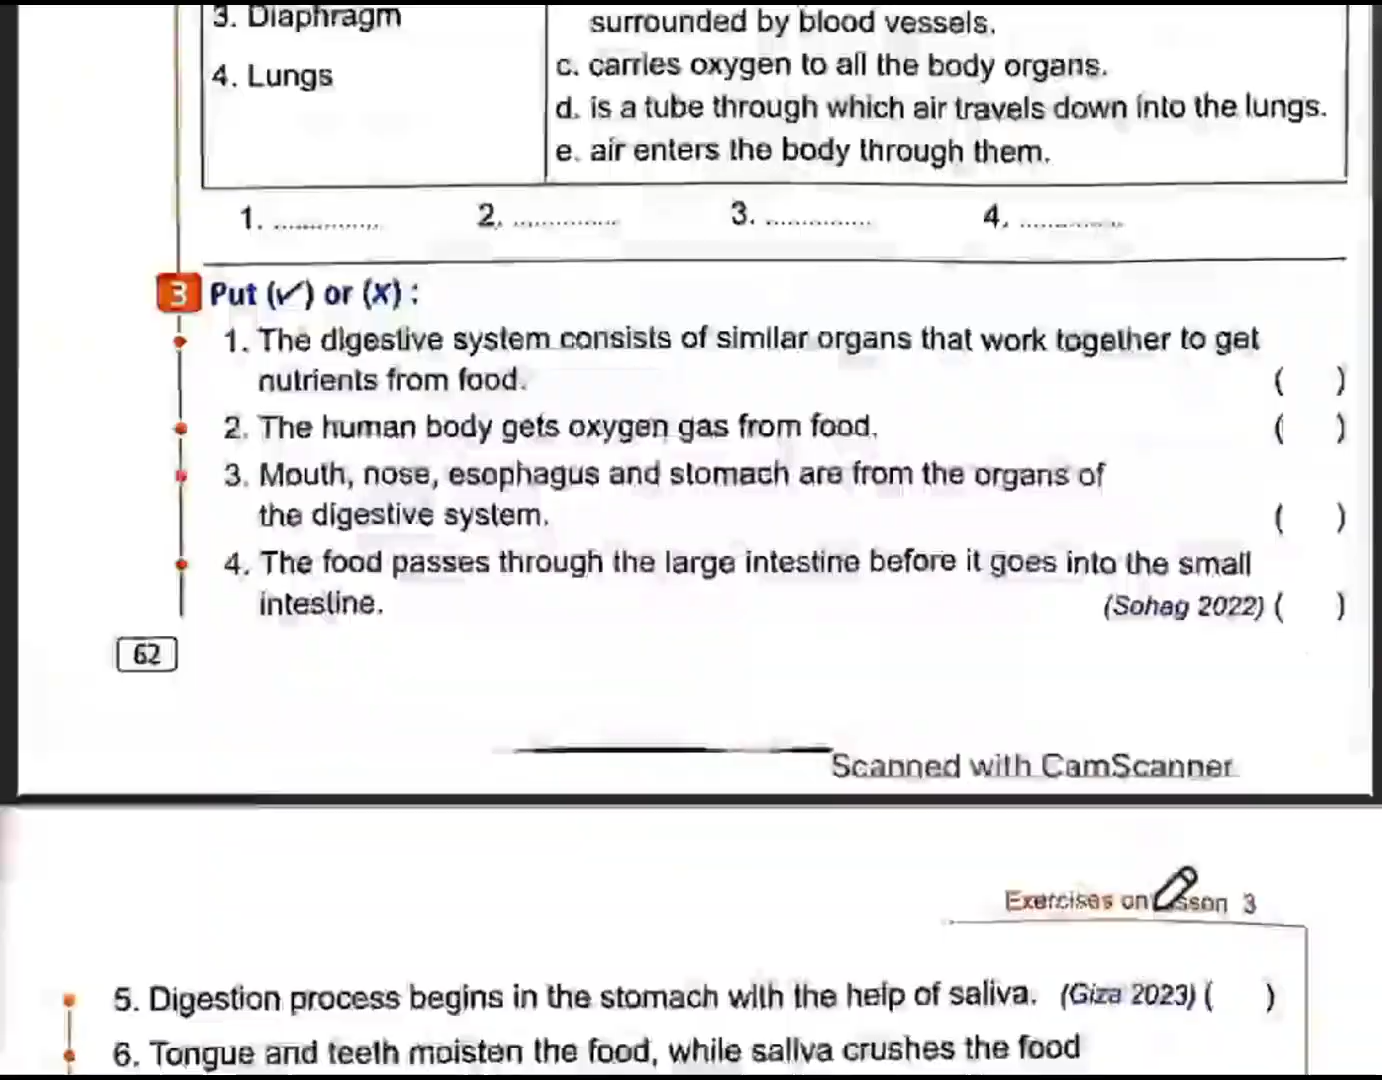 3. Diaphragm
surrounded by blood vessels.
4. Lungs
c. carries oxygen to all the body organs.
d. is a tube through which air travels down into the lungs.
e. air enters the body through them.
1. .............. 2. .............. 3. .............. 4. ..............
3 Put (✓) or (x) :
1. The digestive system consists of similar organs that work together to get
nutrients from food. ( )
2. The human body gets oxygen gas from food. ( )
3. Mouth, nose, esophagus and stomach are from the organs of
the digestive system. ( )
4. The food passes through the large intestine before it goes into the small
intestine. (Sohag 2022) ( )
62
Scanned with CamScanner
Exercises on Lesson 3
5. Digestion process begins in the stomach with the help of saliva. (Giza 2023) ( )
6. Tongue and teeth moisten the food, while saliva crushes the food